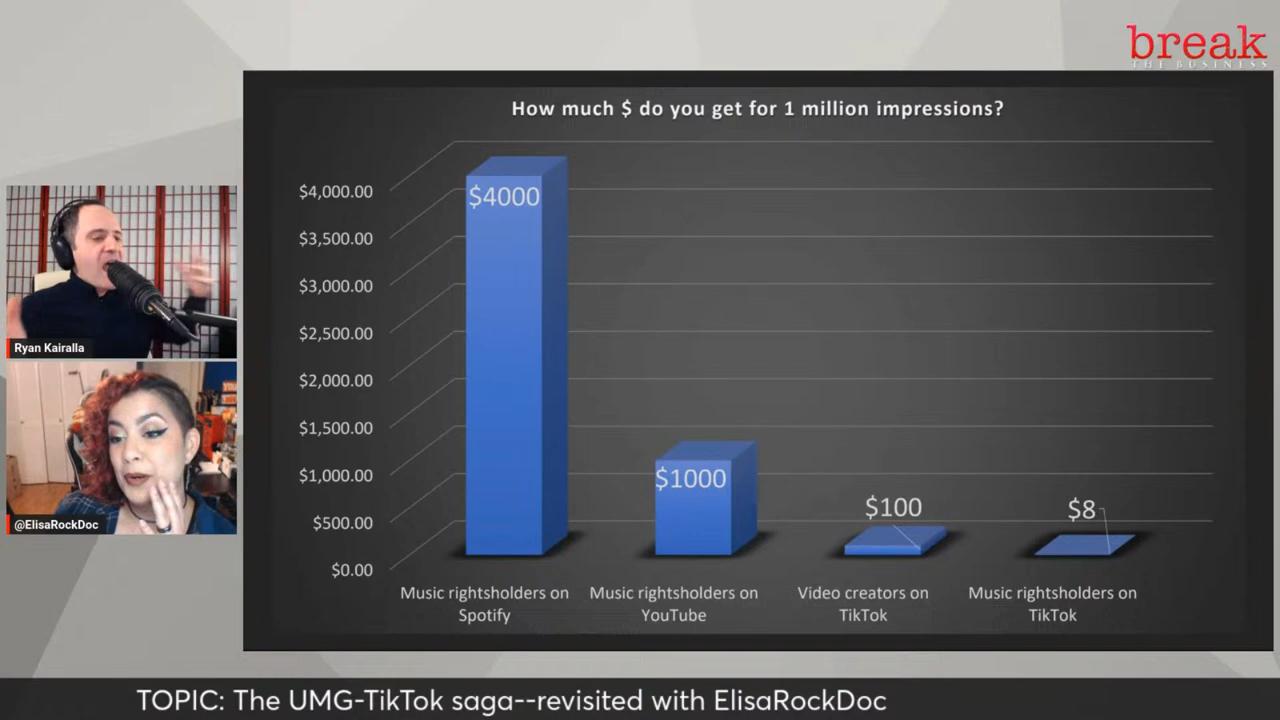 break
THE BUSINESS
How much $ do you get for 1 million impressions?
$4,000.00
$3,500.00
$3,000.00
$2,500.00
$2,000.00
$1,500.00
$1,000.00
$500.00
$0.00
$4000
$1000
$100
$8
Music rightsholders on
Spotify
Music rightsholders on
YouTube
Video creators on
TikTok
Music rightsholders on
TikTok
Ryan Kairalla
@ElisaRockDoc
TOPIC: The UMG-TikTok saga--revisited with ElisaRockDoc